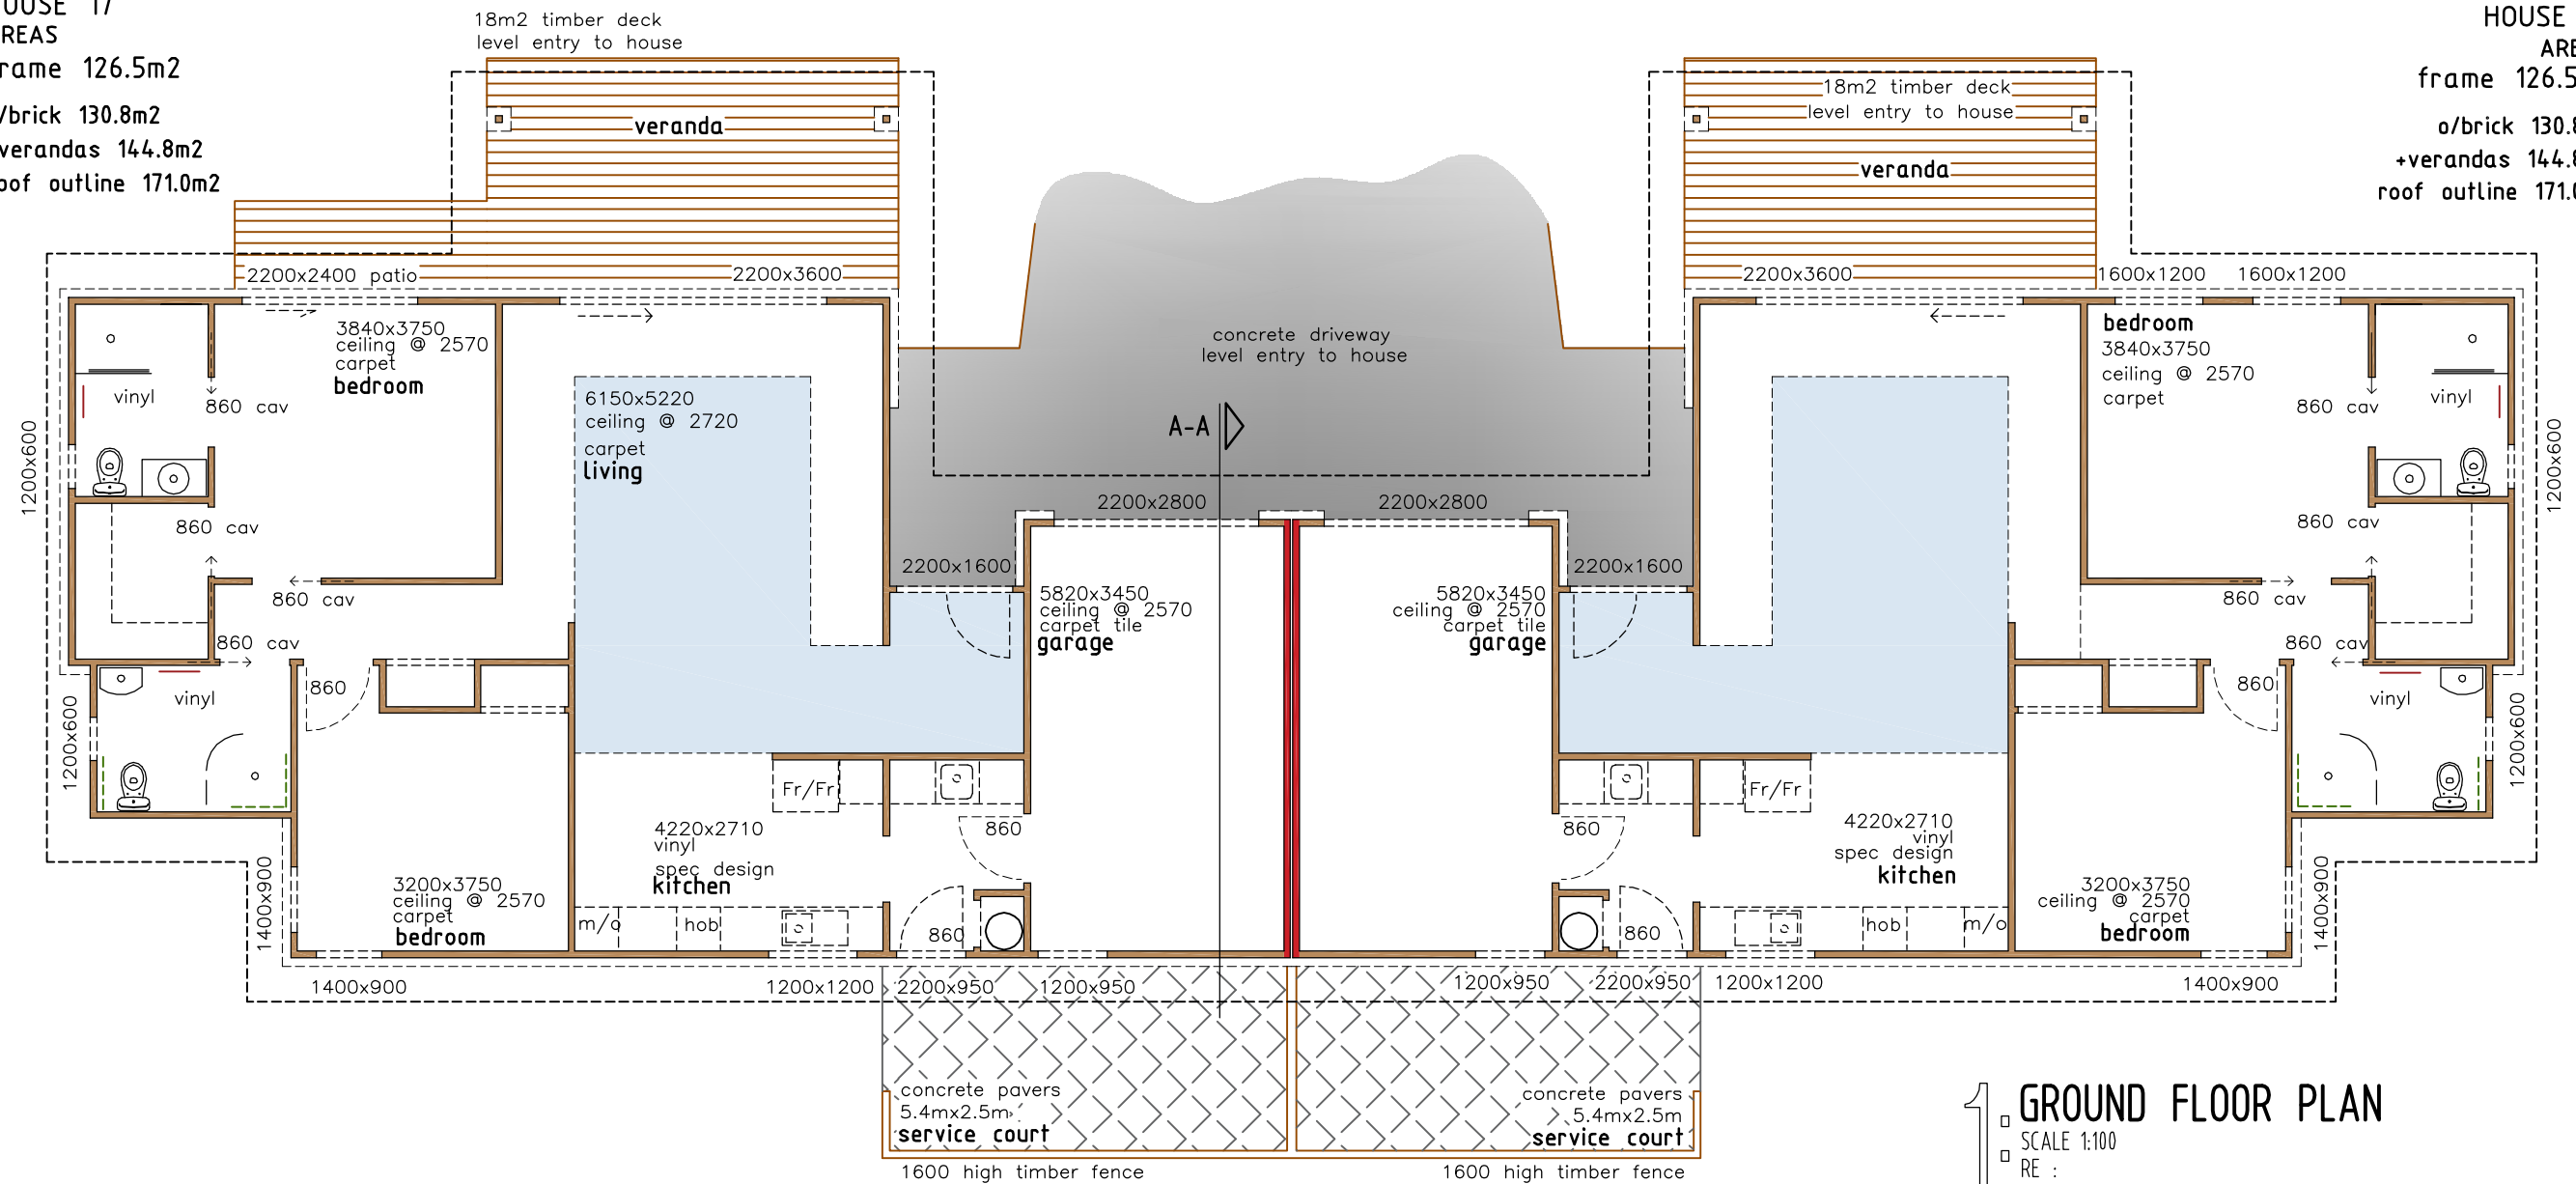 OUSE 17
REAS
rame 126.5m2
/brick 130.8m2
verandas 144.8m2
oof outline 171.0m2
18m2 timber deck
level entry to house
veranda
18m2 timber deck
level entry to house
veranda
HOUSE
ARE
frame 126.5
o/brick 130.8
+verandas 144.8
roof outline 171.0
2200x2400 patio
2200x3600
2200x3600
1600x1200
1600x1200
3840x3750
ceiling @ 2570
carpet
bedroom
vinyl
860 cav
1200x600
860 cav
860 cav
860 cav
6150x5220
ceiling @ 2720
carpet
living
concrete driveway
level entry to house
A-A
2200x2800
2200x2800
2200x1600
2200x1600
5820x3450
ceiling @ 2570
carpet tile
garage
5820x3450
ceiling @ 2570
carpet tile
garage
bedroom
3840x3750
ceiling @ 2570
carpet
860 cav
vinyl
1200x600
860 cav
860 cav
860 cav
vinyl
860
1200x600
1400x900
3200x3750
ceiling @ 2570
carpet
bedroom
Fr/Fr
4220x2710
vinyl
spec design
kitchen
m/o
hob
860
860
860
860
Fr/Fr
4220x2710
vinyl
spec design
kitchen
hob
m/o
860
vinyl
1200x600
3200x3750
ceiling @ 2570
carpet
bedroom
1400x900
1400x900
1200x1200
2200x950
1200x950
1200x950
2200x950
1200x1200
1400x900
concrete pavers
5.4mx2.5m
service court
concrete pavers
5.4mx2.5m
service court
1600 high timber fence
1600 high timber fence
1:
GROUND FLOOR PLAN
SCALE 1:100
RE :